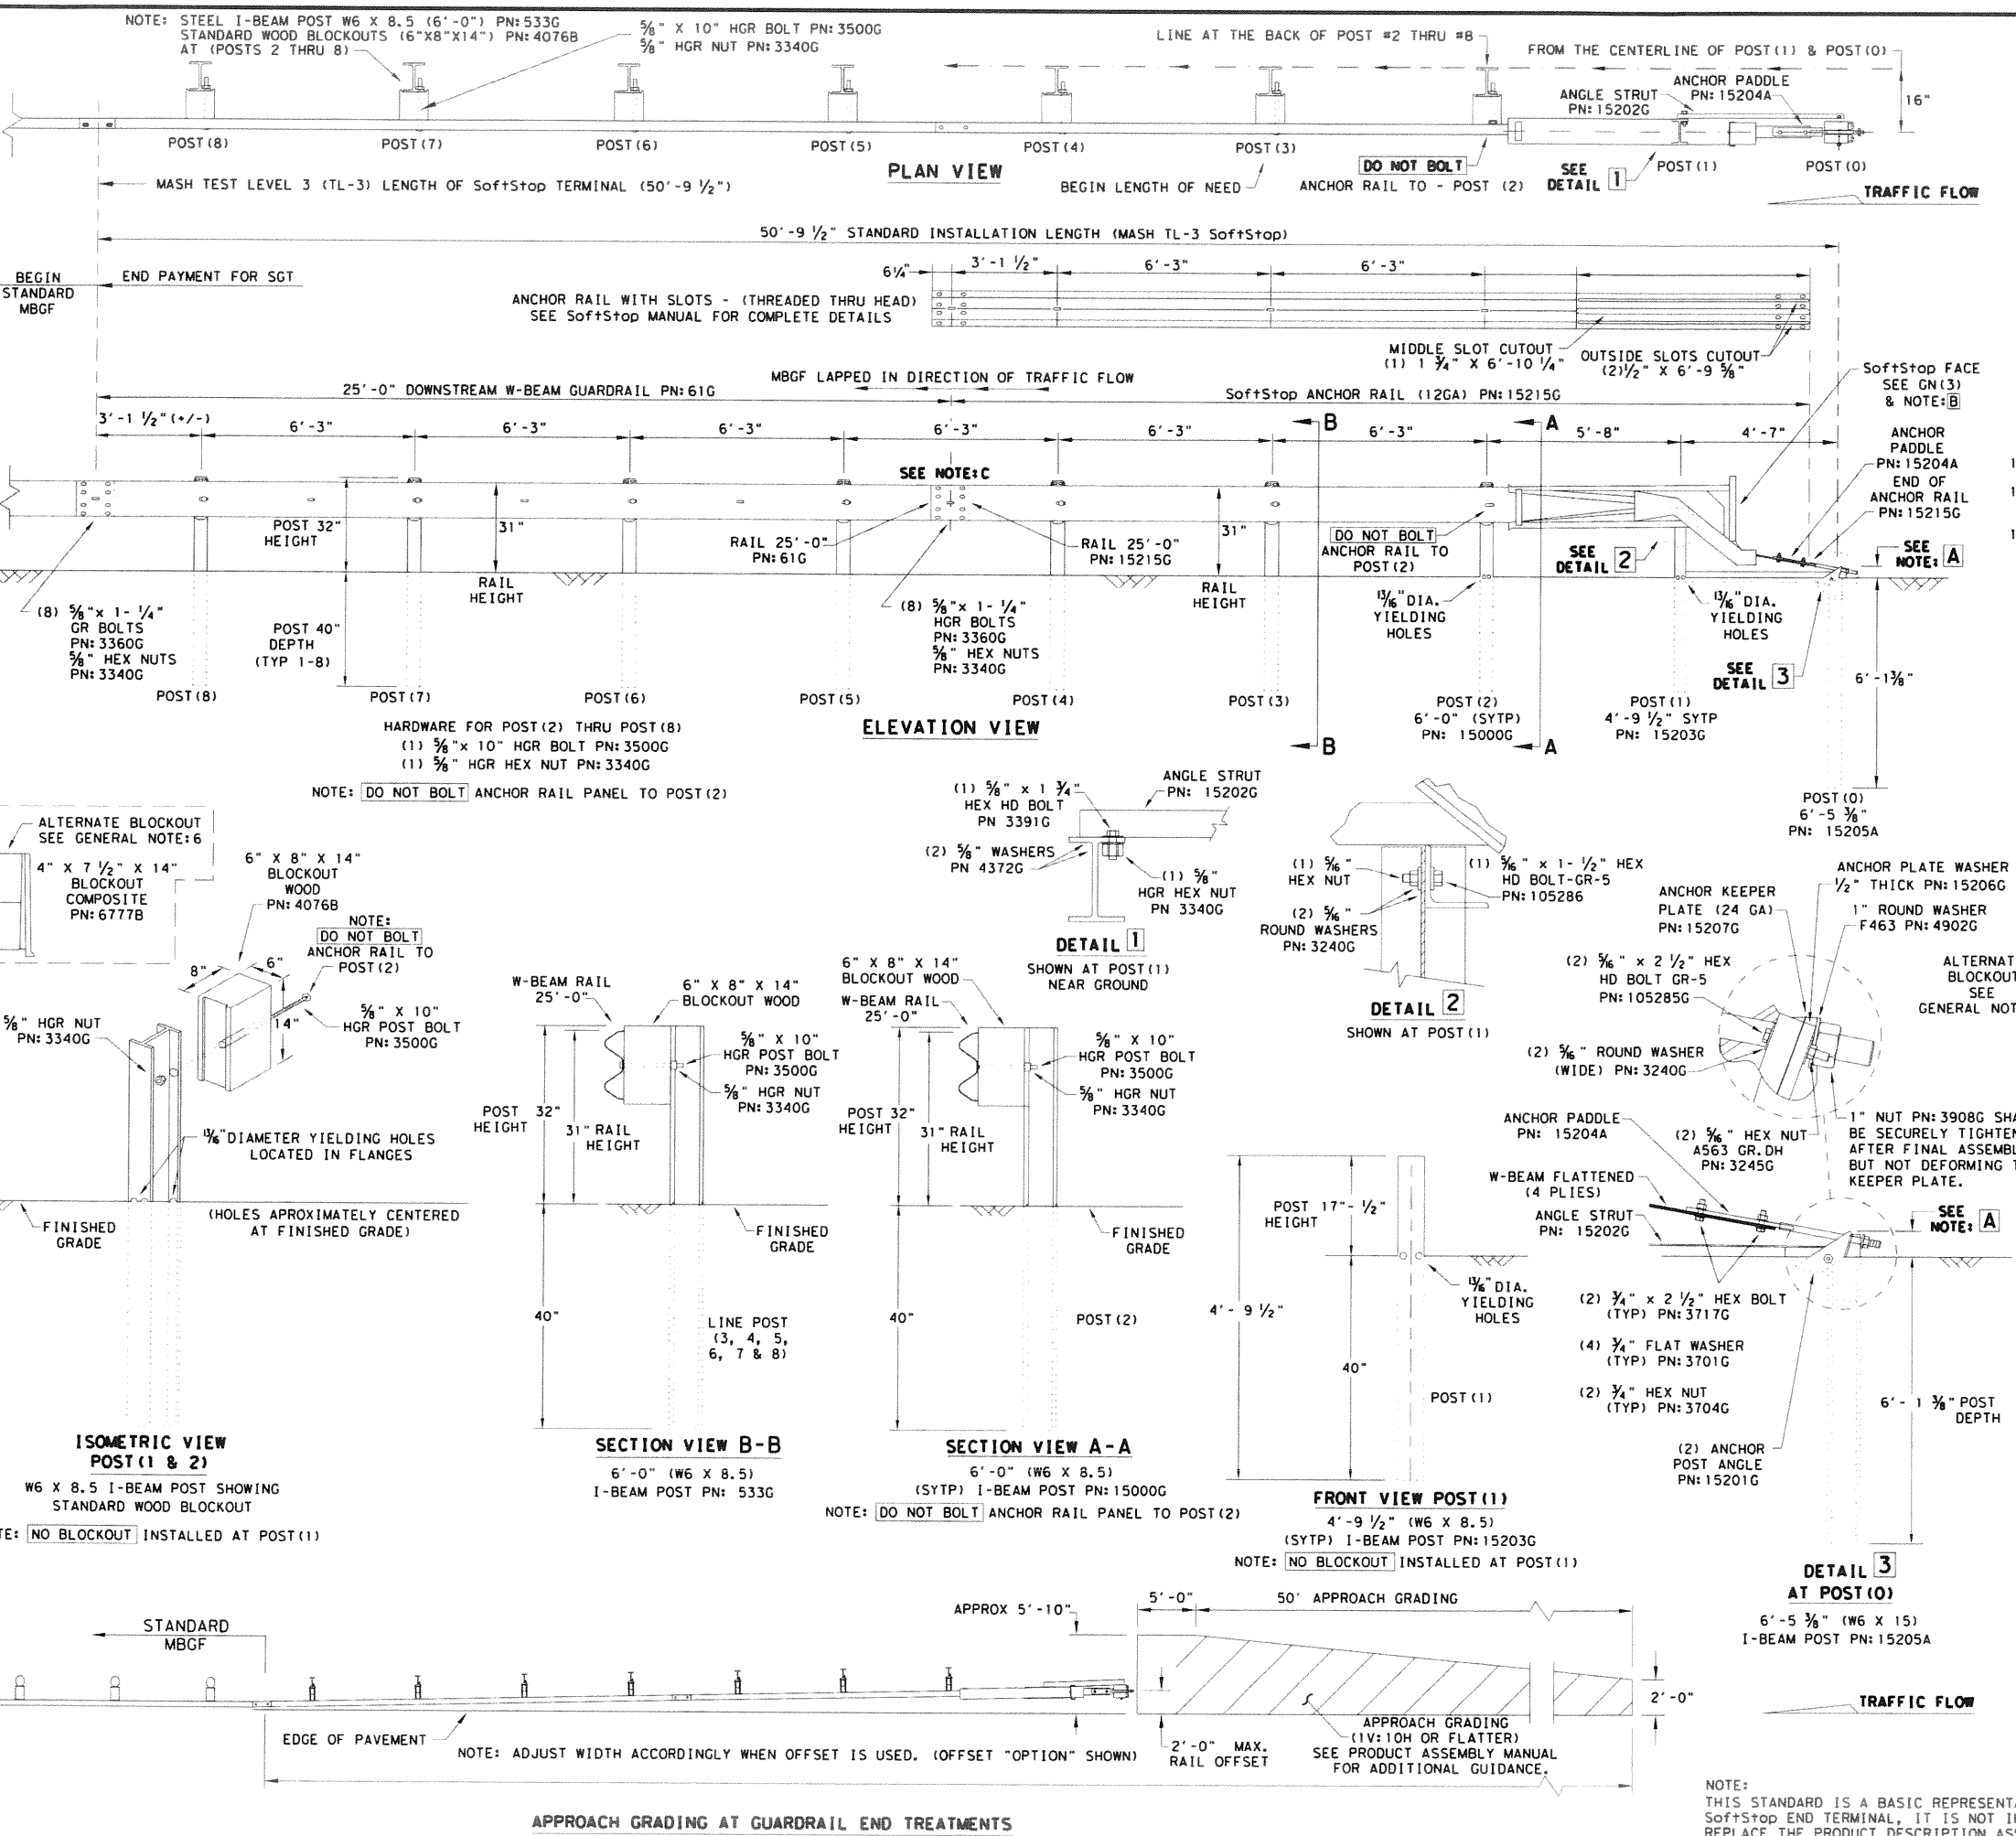 NOTE: STEEL I-BEAM POST W6 X 8.5 (6'-0") PN:533G
STANDARD WOOD BLOCKOUTS (6"X8"X14") PN:4076B
AT (POSTS 2 THRU 8)
5/8" X 10" HGR BOLT PN:3500G
5/8" HGR NUT PN:3340G
LINE AT THE BACK OF POST #2 THRU #8
FROM THE CENTERLINE OF POST(1) & POST(0)
ANCHOR PADDLE
PN:15204A
ANGLE STRUT
PN:15202G
16"
POST(8)
POST(7)
POST(6)
POST(5)
POST(4)
POST(3)
POST(1)
POST(0)
PLAN VIEW
DO NOT BOLT
ANCHOR RAIL TO - POST (2)
SEE
DETAIL 1
MASH TEST LEVEL 3 (TL-3) LENGTH OF SoftStop TERMINAL (50'-9 1/2")
BEGIN LENGTH OF NEED
TRAFFIC FLOW
50'-9 1/2" STANDARD INSTALLATION LENGTH (MASH TL-3 SoftStop)
BEGIN
STANDARD
MBGF
END PAYMENT FOR SGT
6 1/4"
3'-1 1/2"
6'-3"
6'-3"
ANCHOR RAIL WITH SLOTS - (THREADED THRU HEAD)
SEE SoftStop MANUAL FOR COMPLETE DETAILS
MIDDLE SLOT CUTOUT
(1) 1 3/4" X 6'-10 1/4"
OUTSIDE SLOTS CUTOUT
(2)1/2" X 6'-9 5/8"
SoftStop FACE
SEE GN(3)
& NOTE:B
MBGF LAPPED IN DIRECTION OF TRAFFIC FLOW
25'-0" DOWNSTREAM W-BEAM GUARDRAIL PN:61G
SoftStop ANCHOR RAIL (12GA) PN:15215G
3'-1 1/2"(+/-)
6'-3"
6'-3"
6'-3"
6'-3"
6'-3"
6'-3"
5'-8"
4'-7"
B
A
ANCHOR
PADDLE
PN:15204A
END OF
ANCHOR RAIL
PN:15215G
SEE NOTE:C
POST 32"
HEIGHT
31"
RAIL
HEIGHT
RAIL 25'-0"
PN:61G
RAIL 25'-0"
PN:15215G
31"
RAIL
HEIGHT
DO NOT BOLT
ANCHOR RAIL TO
POST(2)
SEE
DETAIL 2
SEE
NOTE: A
(8) 5/8"x 1- 1/4"
GR BOLTS
PN:3360G
5/8" HEX NUTS
PN:3340G
POST 40"
DEPTH
(TYP 1-8)
(8) 5/8"x 1- 1/4"
HGR BOLTS
PN:3360G
5/8" HEX NUTS
PN:3340G
13/16" DIA.
YIELDING
HOLES
13/16" DIA.
YIELDING
HOLES
SEE
DETAIL 3
6'-1 3/8"
POST(8)
POST(7)
POST(6)
POST(5)
POST(4)
POST(3)
POST(2)
6'-0" (SYTP)
PN: 15000G
POST(1)
4'-9 1/2" SYTP
PN: 15203G
HARDWARE FOR POST(2) THRU POST(8)
(1) 5/8"x 10" HGR BOLT PN:3500G
(1) 5/8" HGR HEX NUT PN:3340G
NOTE: DO NOT BOLT ANCHOR RAIL PANEL TO POST(2)
ELEVATION VIEW
B
A
POST(0)
6'-5 3/8"
PN: 15205A
ALTERNATE BLOCKOUT
SEE GENERAL NOTE:6
4" X 7 1/2" X 14"
BLOCKOUT
COMPOSITE
PN:6777B
6" X 8" X 14"
BLOCKOUT
WOOD
PN:4076B
NOTE:
DO NOT BOLT
ANCHOR RAIL TO
POST(2)
8"
6"
14"
5/8" X 10"
HGR POST BOLT
PN:3500G
5/8" HGR NUT
PN:3340G
13/16"DIAMETER YIELDING HOLES
LOCATED IN FLANGES
FINISHED
GRADE
(HOLES APROXIMATELY CENTERED
AT FINISHED GRADE)
ISOMETRIC VIEW
POST(1 & 2)
W6 X 8.5 I-BEAM POST SHOWING
STANDARD WOOD BLOCKOUT
TE: NO BLOCKOUT INSTALLED AT POST(1)
(1) 5/8" x 1 3/4"
HEX HD BOLT
PN 3391G
ANGLE STRUT
PN: 15202G
(2) 5/8" WASHERS
PN 4372G
(1) 5/8"
HGR HEX NUT
PN 3340G
DETAIL 1
SHOWN AT POST(1)
NEAR GROUND
(1) 5/16"
HEX NUT
(2) 5/16"
ROUND WASHERS
PN:3240G
(1) 5/16" x 1- 1/2" HEX
HD BOLT-GR-5
PN:105286
DETAIL 2
SHOWN AT POST(1)
ANCHOR PLATE WASHER
1/2" THICK PN:15206G
ANCHOR KEEPER
PLATE (24 GA)
PN:15207G
1" ROUND WASHER
F463 PN:4902G
(2) 5/16" x 2 1/2" HEX
HD BOLT GR-5
PN:105285G
ALTERNAT
BLOCKOUT
SEE
GENERAL NOT
(2) 5/16" ROUND WASHER
(WIDE) PN:3240G
ANCHOR PADDLE
PN: 15204A
(2) 5/16" HEX NUT
A563 GR.DH
PN:3245G
1" NUT PN:3908G SHA
BE SECURELY TIGHTEN
AFTER FINAL ASSEMBL
BUT NOT DEFORMING T
KEEPER PLATE.
W-BEAM FLATTENED
(4 PLIES)
ANGLE STRUT
PN: 15202G
SEE
NOTE: A
(2) 3/4" x 2 1/2" HEX BOLT
(TYP) PN:3717G
(4) 3/4" FLAT WASHER
(TYP) PN:3701G
(2) 3/4" HEX NUT
(TYP) PN:3704G
6'- 1 3/8" POST
DEPTH
(2) ANCHOR
POST ANGLE
PN:15201G
DETAIL 3
AT POST(0)
6'-5 3/8" (W6 X 15)
I-BEAM POST PN:15205A
W-BEAM RAIL
25'-0"
6" X 8" X 14"
BLOCKOUT WOOD
5/8" X 10"
HGR POST BOLT
PN:3500G
5/8" HGR NUT
PN:3340G
POST 32"
HEIGHT
31" RAIL
HEIGHT
FINISHED
GRADE
40"
LINE POST
(3, 4, 5,
6, 7 & 8)
SECTION VIEW B-B
6'-0" (W6 X 8.5)
I-BEAM POST PN: 533G
6" X 8" X 14"
BLOCKOUT WOOD
W-BEAM RAIL
25'-0"
5/8" X 10"
HGR POST BOLT
PN:3500G
5/8" HGR NUT
PN:3340G
POST 32"
HEIGHT
31" RAIL
HEIGHT
FINISHED
GRADE
40"
POST(2)
SECTION VIEW A-A
6'-0" (W6 X 8.5)
(SYTP) I-BEAM POST PN:15000G
NOTE: DO NOT BOLT ANCHOR RAIL PANEL TO POST(2)
POST 17"- 1/2"
HEIGHT
13/16"DIA.
YIELDING
HOLES
4'- 9 1/2"
40"
POST(1)
FRONT VIEW POST(1)
4'-9 1/2" (W6 X 8.5)
(SYTP) I-BEAM POST PN:15203G
NOTE: NO BLOCKOUT INSTALLED AT POST(1)
STANDARD
MBGF
APPROX 5'-10"
5'-0"
50' APPROACH GRADING
2'-0"
TRAFFIC FLOW
EDGE OF PAVEMENT
NOTE: ADJUST WIDTH ACCORDINGLY WHEN OFFSET IS USED. (OFFSET "OPTION" SHOWN)
2'-0" MAX.
RAIL OFFSET
APPROACH GRADING
(1V:10H OR FLATTER)
SEE PRODUCT ASSEMBLY MANUAL
FOR ADDITIONAL GUIDANCE.
APPROACH GRADING AT GUARDRAIL END TREATMENTS
NOTE:
THIS STANDARD IS A BASIC REPRESENT
SoftStop END TERMINAL, IT IS NOT I
REPLACE THE PRODUCT DESCRIPTION ASS